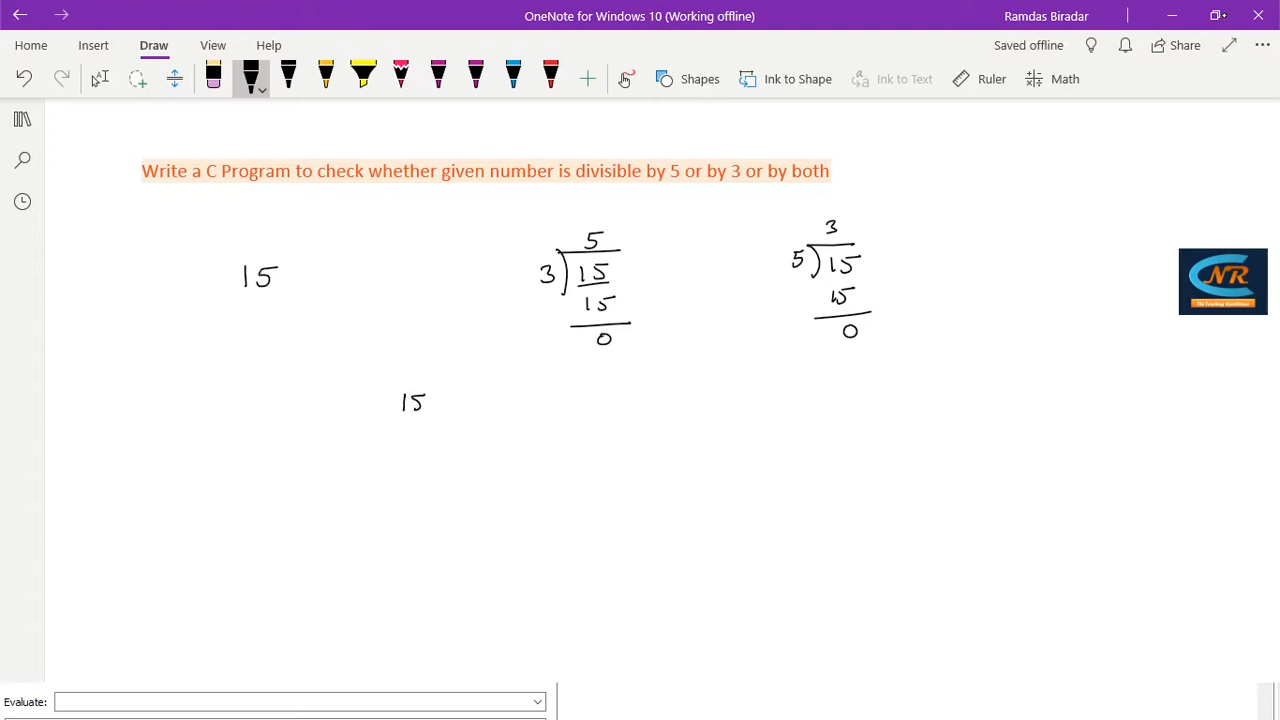 OneNote for Windows 10 (Working offline)
Ramdas Biradar
Home Insert Draw View Help
Saved offline
Share
Shapes
Ink to Shape
Ink to Text
Ruler
Math
Write a C Program to check whether given number is divisible by 5 or by 3 or by both
15
5
3 ) 15
15
0
3
5 ) 15
15
0
15
CNR
Evaluate: